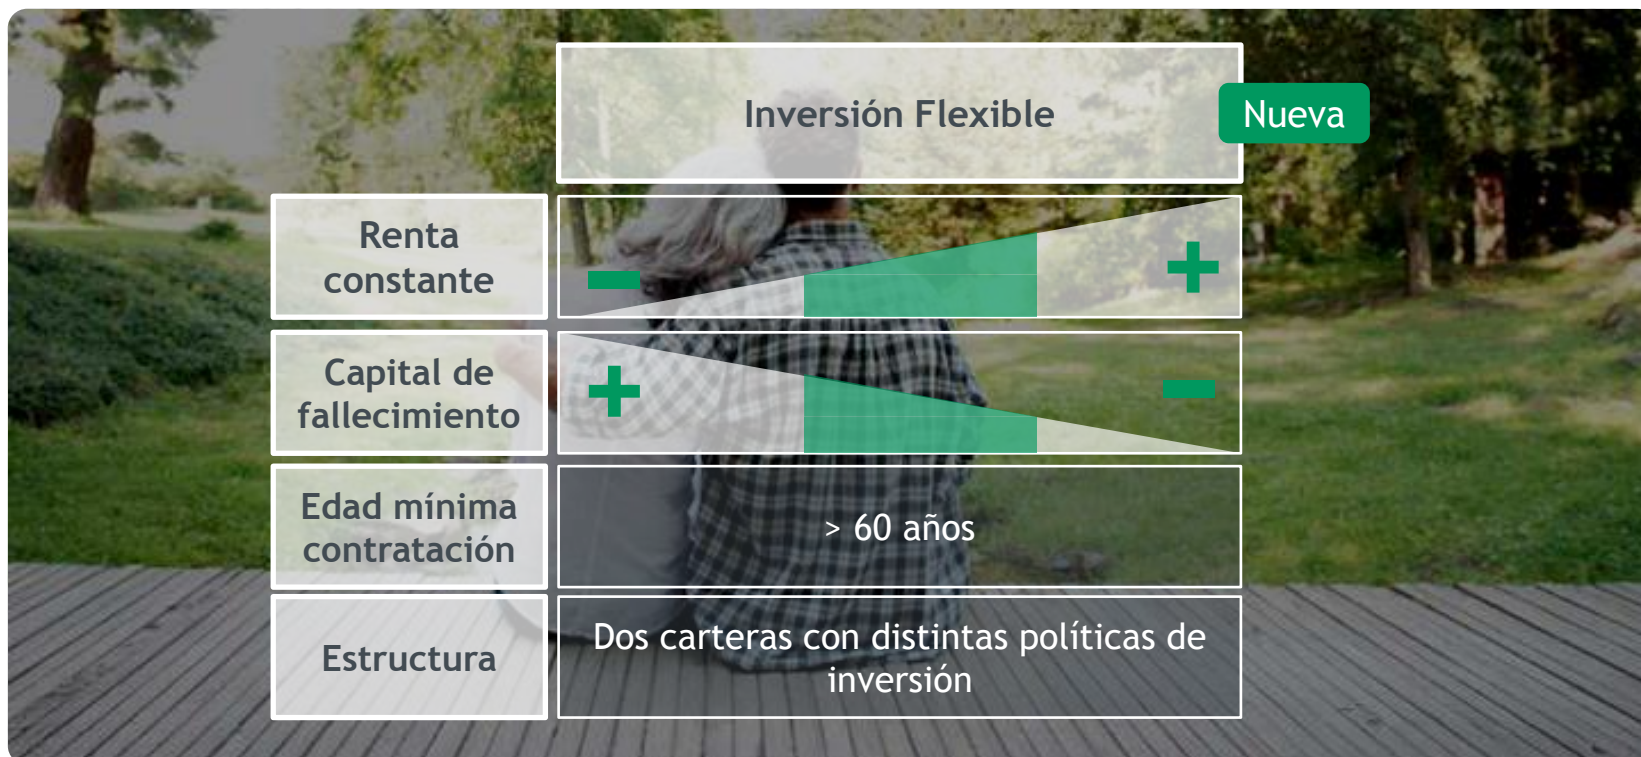 Inversión Flexible
Nueva
Renta
constante
Capital de
fallecimiento
Edad mínima
contratación
> 60 años
Estructura
Dos carteras con distintas políticas de
inversión